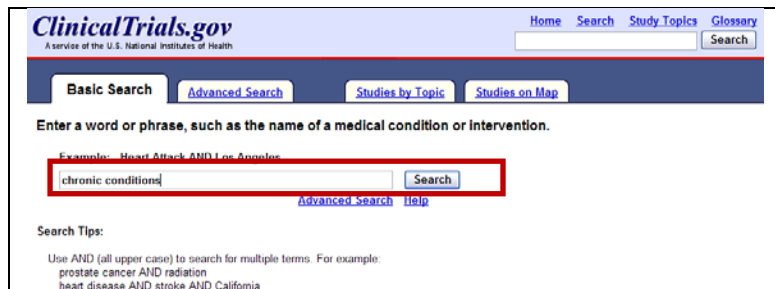 ClinicalTrials.gov
A service of the U.S. National Institutes of Health
Home Search Study Topics Glossary
Search
Basic Search Advanced Search Studies by Topic Studies on Map
Enter a word or phrase, such as the name of a medical condition or intervention.
Example: Heart Attack AND Los Angeles
chronic conditions Search
Advanced Search Help
Search Tips:
Use AND (all upper case) to search for multiple terms. For example:
prostate cancer AND radiation
heart disease AND stroke AND California